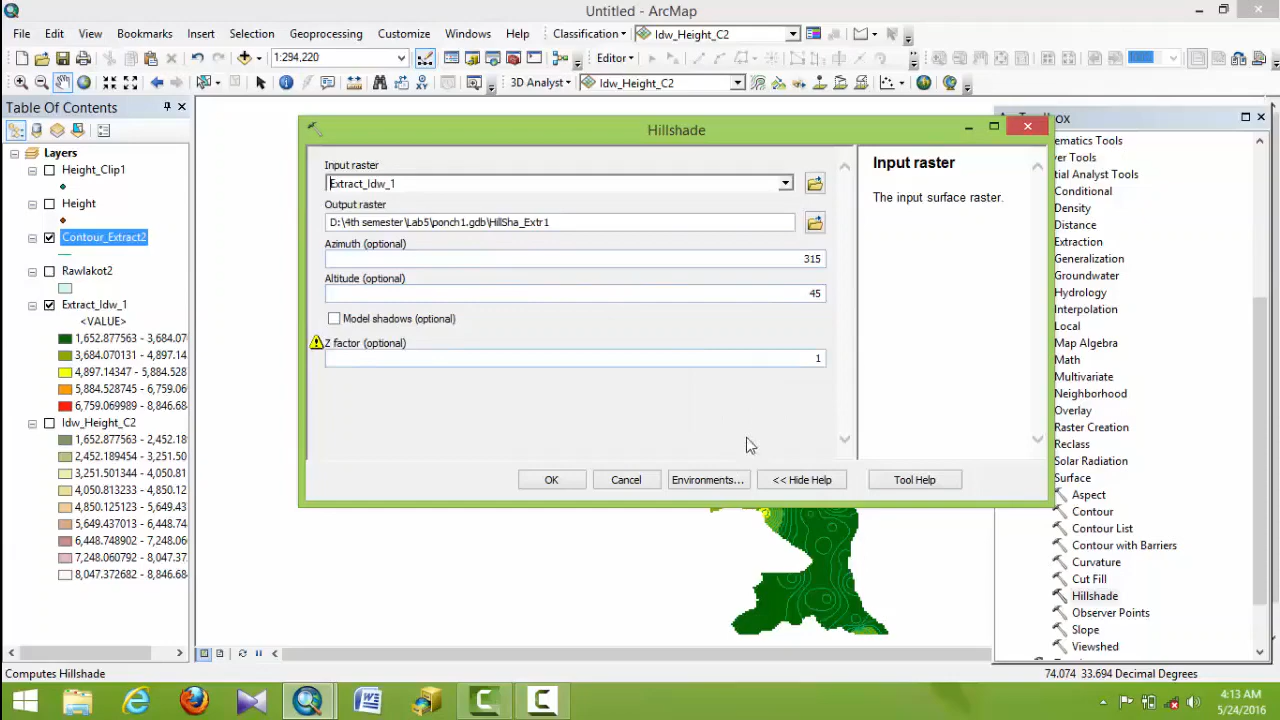 Untitled - ArcMap
File Edit View Bookmarks Insert Selection Geoprocessing Customize Windows Help Classification Idw_Height_C2
1:294,220 Editor
3D Analyst Idw_Height_C2
Table Of Contents
Layers
Height_Clip1
Height
Contour_Extract2
Rawlakot2
Extract_Idw_1
<VALUE>
1,652.877563 - 3,684.07
3,684.070131 - 4,897.14
4,897.14347 - 5,884.528
5,884.528745 - 6,759.06
6,759.069989 - 8,846.68
Idw_Height_C2
1,652.877563 - 2,452.18
2,452.189454 - 3,251.50
3,251.501344 - 4,050.81
4,050.813233 - 4,850.12
4,850.125123 - 5,649.43
5,649.437013 - 6,448.74
6,448.748902 - 7,248.06
7,248.060792 - 8,047.37
8,047.372682 - 8,846.68
Hillshade
Input raster
Extract_Idw_1
Output raster
D:\4th semester\Lab5\ponch1.gdb\HillSha_Extr1
Azimuth (optional)
315
Altitude (optional)
45
Model shadows (optional)
Z factor (optional)
1
OK Cancel Environments... << Hide Help Tool Help
Input raster
The input surface raster.
ox
ematics Tools
ver Tools
tial Analyst Tools
Conditional
Density
Distance
Extraction
Generalization
Groundwater
Hydrology
Interpolation
Local
Map Algebra
Math
Multivariate
Neighborhood
Overlay
Raster Creation
Reclass
Solar Radiation
Surface
Aspect
Contour
Contour List
Contour with Barriers
Curvature
Cut Fill
Hillshade
Observer Points
Slope
Viewshed
Computes Hillshade
74.074 33.694 Decimal Degrees
4:13 AM
5/24/2016